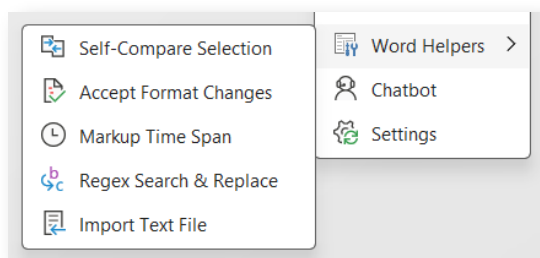 Self-Compare Selection
Accept Format Changes
Markup Time Span
Regex Search & Replace
Import Text File
Word Helpers
Chatbot
Settings